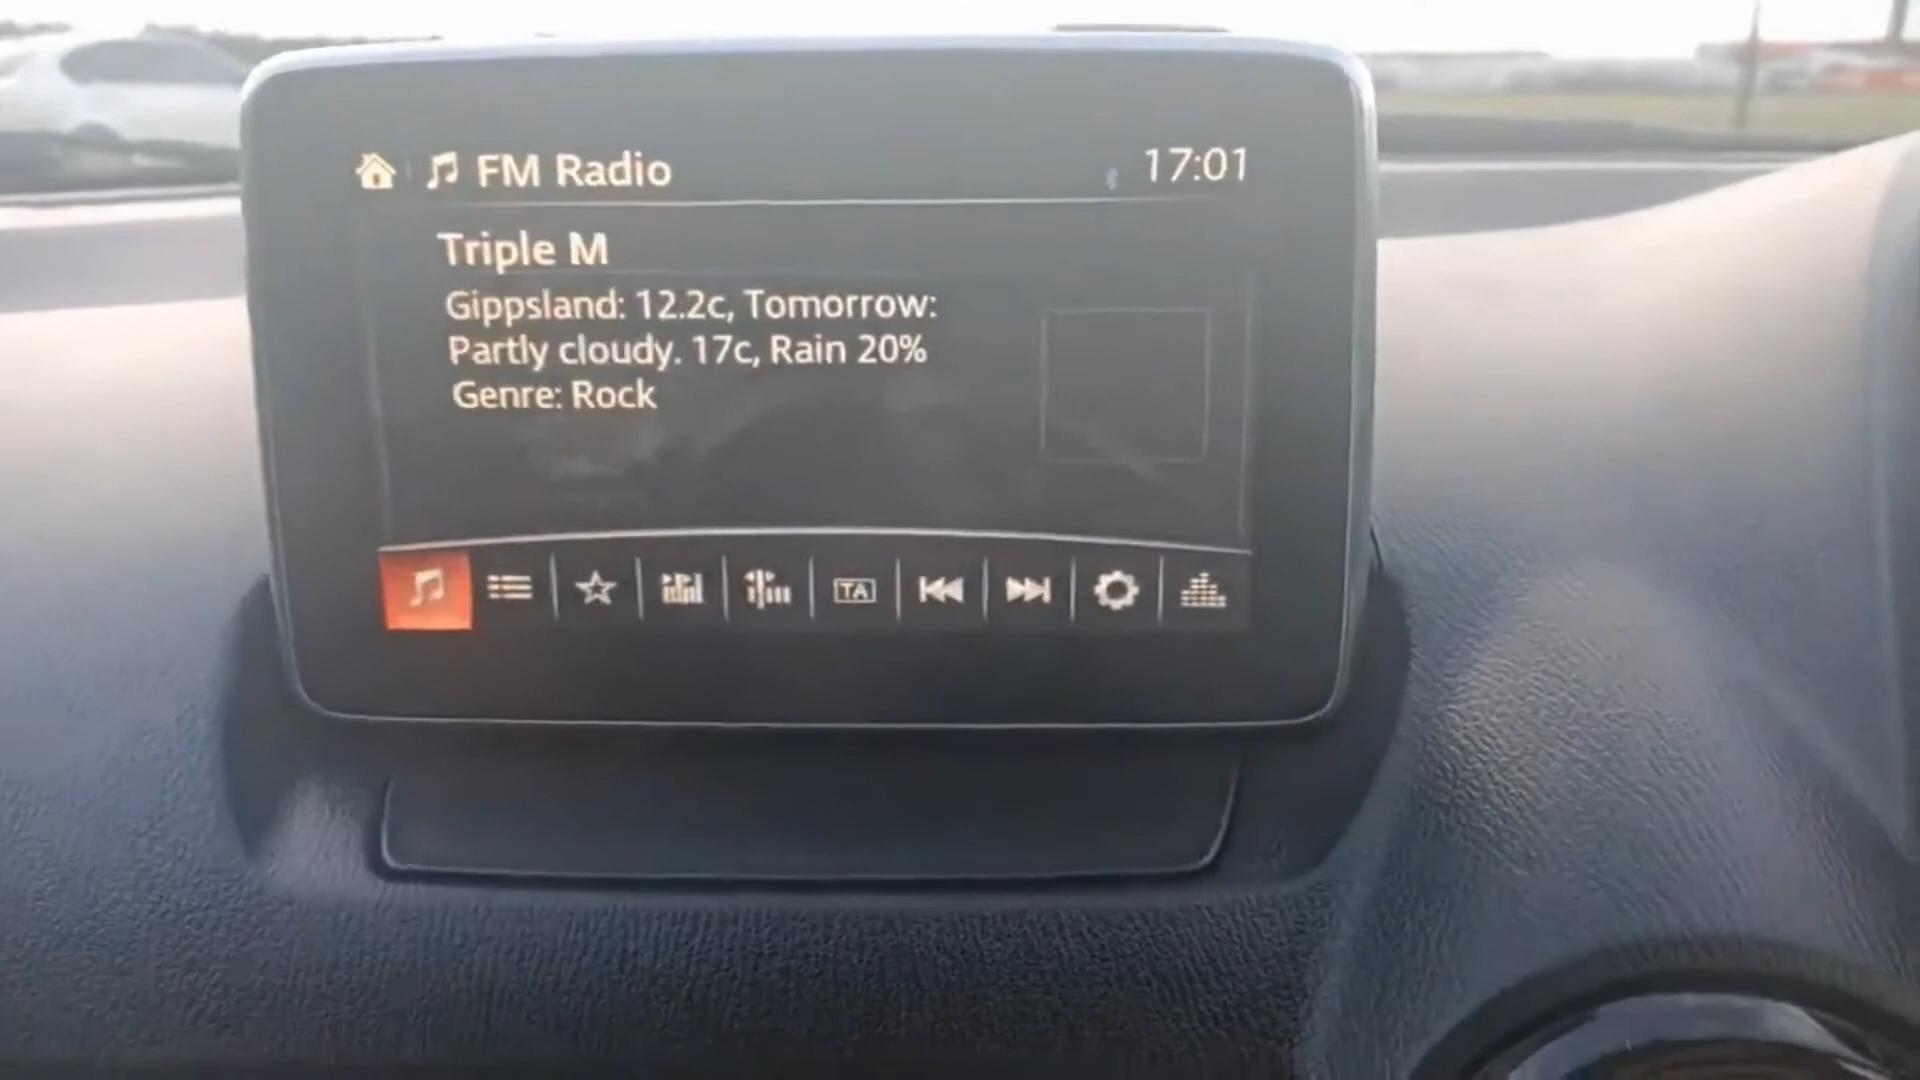 FM Radio
17:01
Triple M
Gippsland: 12.2c, Tomorrow:
Partly cloudy. 17c, Rain 20%
Genre: Rock
TA